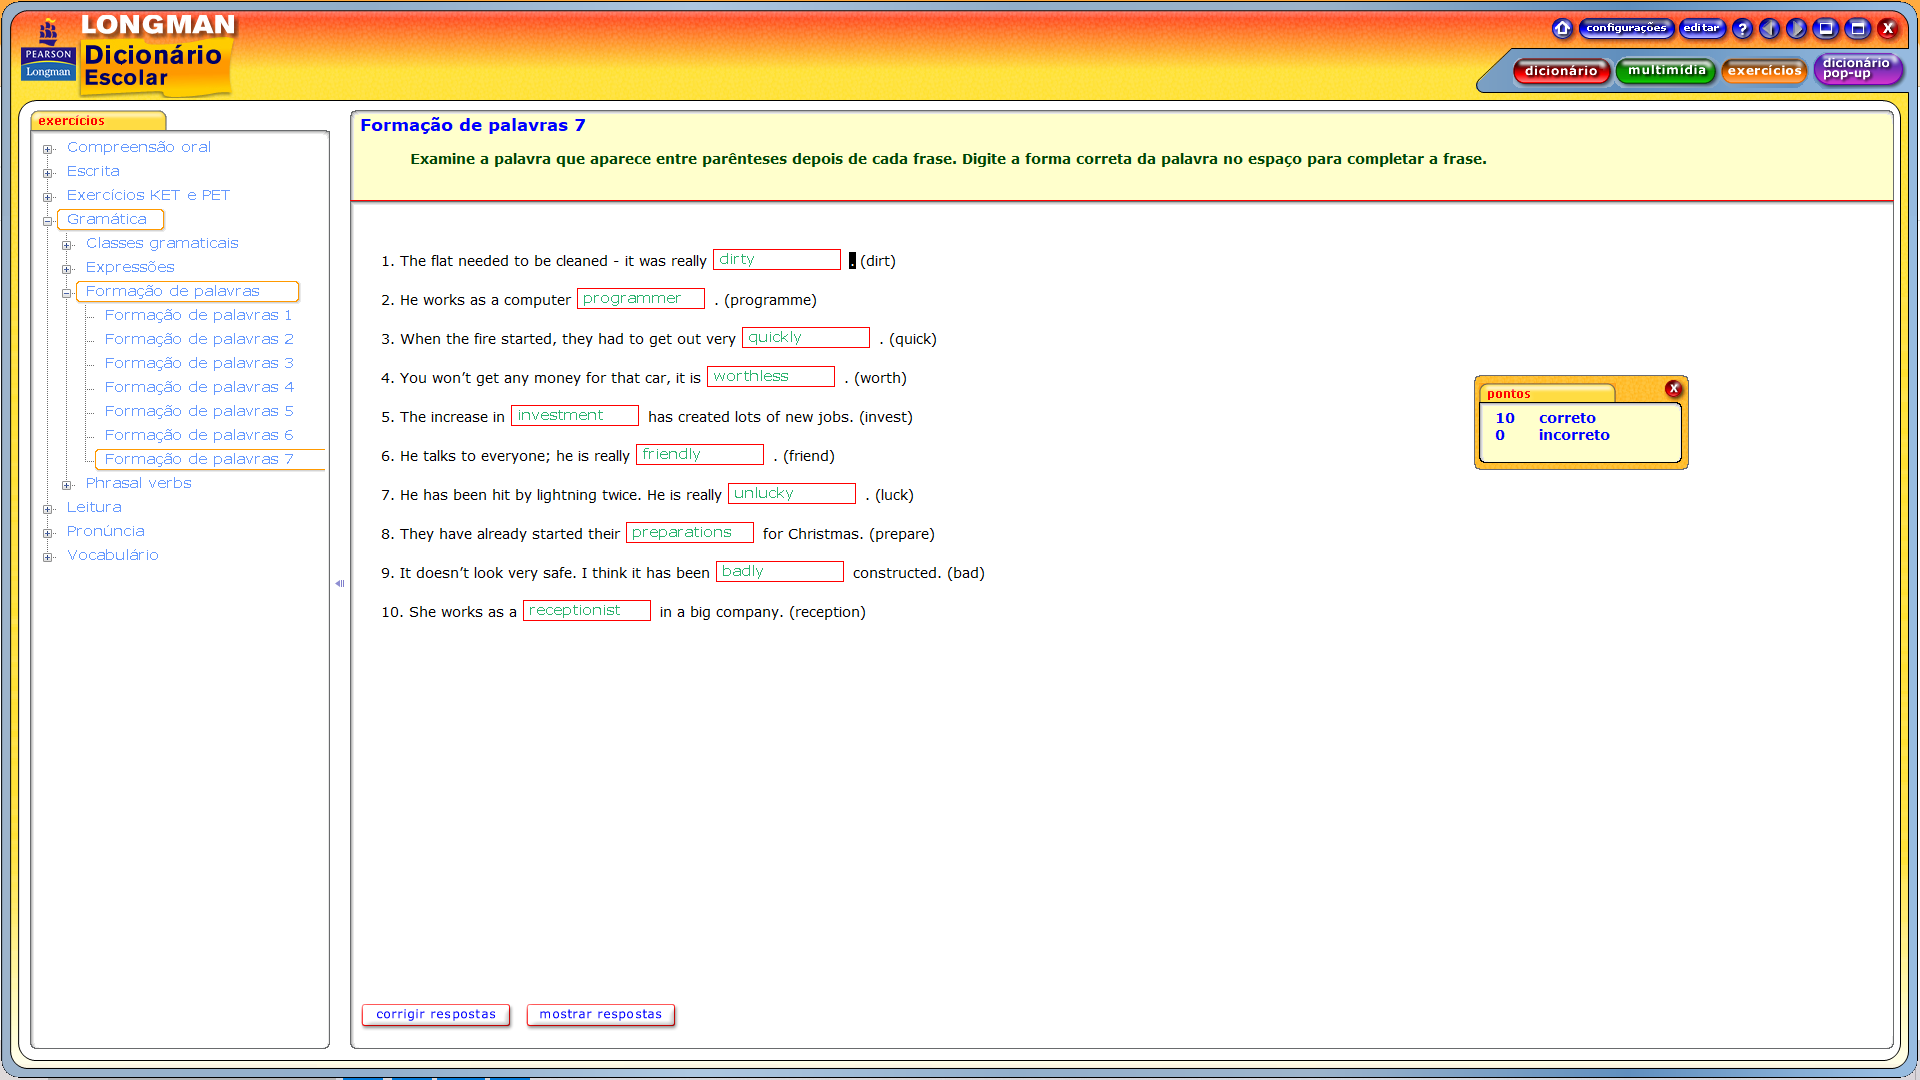 LONGMAN
Dicionário
Escolar
PEARSON
Longman
configurações editar ?
X
dicionário multimídia exercícios dicionário pop-up
exercícios
Compreensão oral
Escrita
Exercícios KET e PET
Gramática
Classes gramaticais
Expressões
Formação de palavras
Formação de palavras 1
Formação de palavras 2
Formação de palavras 3
Formação de palavras 4
Formação de palavras 5
Formação de palavras 6
Formação de palavras 7
Phrasal verbs
Leitura
Pronúncia
Vocabulário
Formação de palavras 7
Examine a palavra que aparece entre parênteses depois de cada frase. Digite a forma correta da palavra no espaço para completar a frase.
1. The flat needed to be cleaned - it was really dirty . (dirt)
2. He works as a computer programmer . (programme)
3. When the fire started, they had to get out very quickly . (quick)
4. You won't get any money for that car, it is worthless . (worth)
5. The increase in investment has created lots of new jobs. (invest)
6. He talks to everyone; he is really friendly . (friend)
7. He has been hit by lightning twice. He is really unlucky . (luck)
8. They have already started their preparations for Christmas. (prepare)
9. It doesn't look very safe. I think it has been badly constructed. (bad)
10. She works as a receptionist in a big company. (reception)
pontos
X
10 correto
0 incorreto
corrigir respostas mostrar respostas